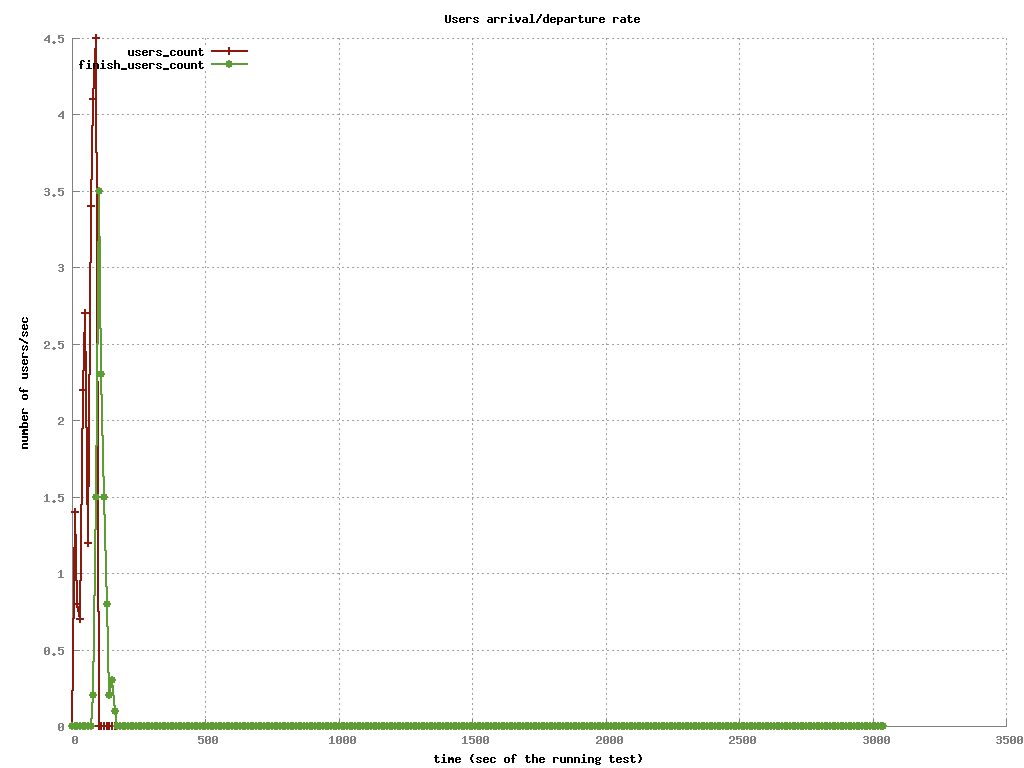 Users arrival/departure rate
4.5
users_count
finish_users_count
4
3.5
3
2.5
2
1.5
1
0.5
0
number of users/sec
0 500 1000 1500 2000 2500 3000 3500
time (sec of the running test)